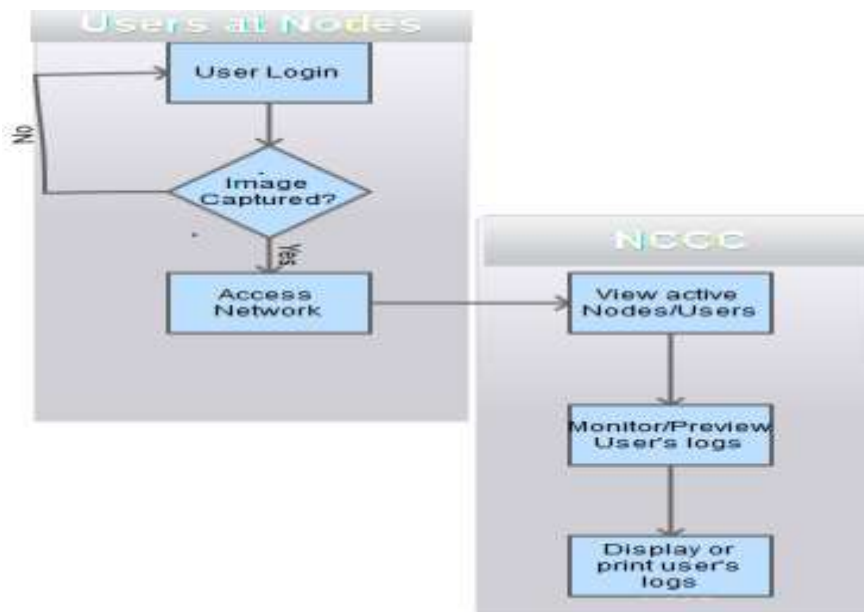 Users at Nodes
User Login
No
Image
Captured?
Yes
Access
Network
NCCC
View active
Nodes/Users
Monitor/Preview
User's logs
Display or
print user's
logs